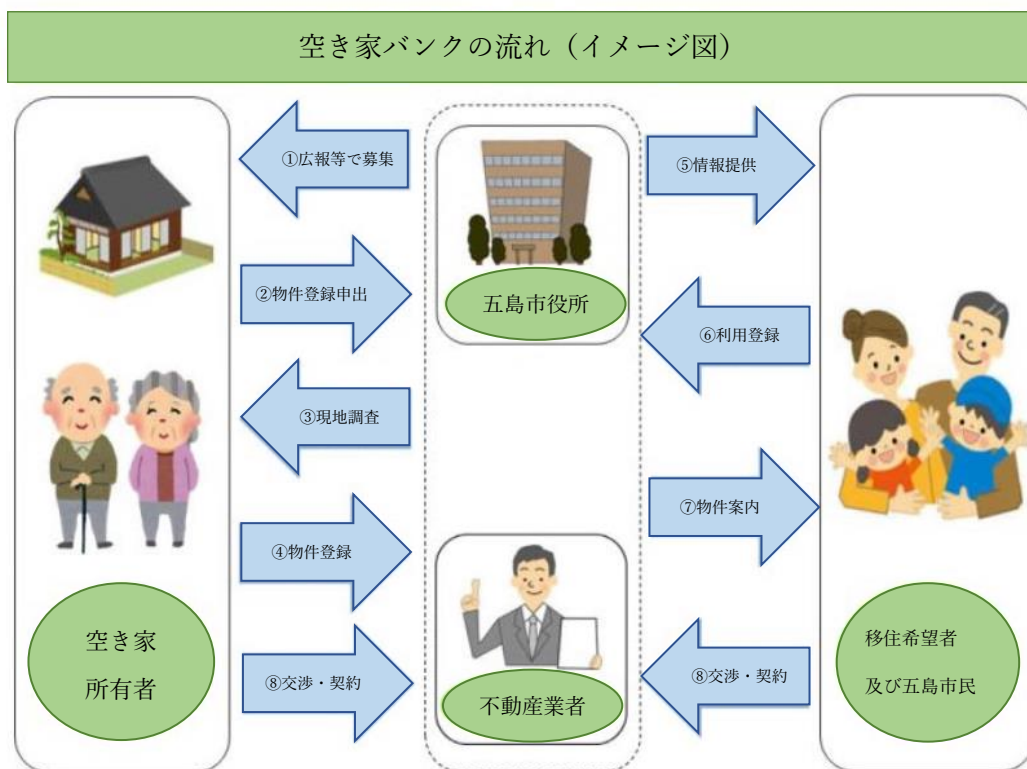 空き家バンクの流れ（イメージ図）
①広報等で募集
⑤情報提供
②物件登録申出
五島市役所
⑥利用登録
③現地調査
⑦物件案内
④物件登録
空き家
所有者
⑧交渉・契約
不動産業者
⑧交渉・契約
移住希望者
及び五島市民